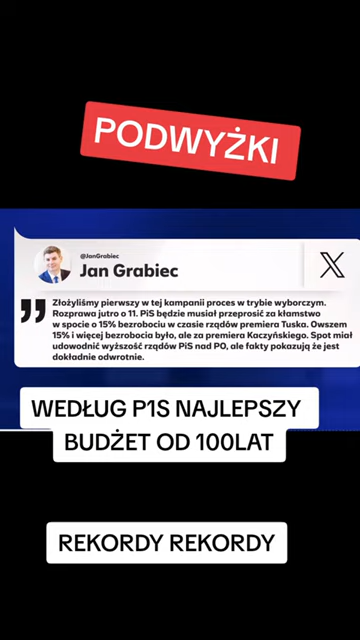 PODWYŻKI
@JanGrabiec
Jan Grabiec
X
Złożyliśmy pierwszy w tej kampanii proces w trybie wyborczym.
Rozprawa jutro o 11. PiS będzie musiał przeprosić za kłamstwo
w spocie o 15% bezrobociu w czasie rządów premiera Tuska. Owszem
15% i więcej bezrobocia było, ale za premiera Kaczyńskiego. Spot miał
udowodnić wyższość rządów PiS nad PO, ale fakty pokazują że jest
dokładnie odwrotnie.
WEDŁUG P1S NAJLEPSZY
BUDŻET OD 100LAT
REKORDY REKORDY